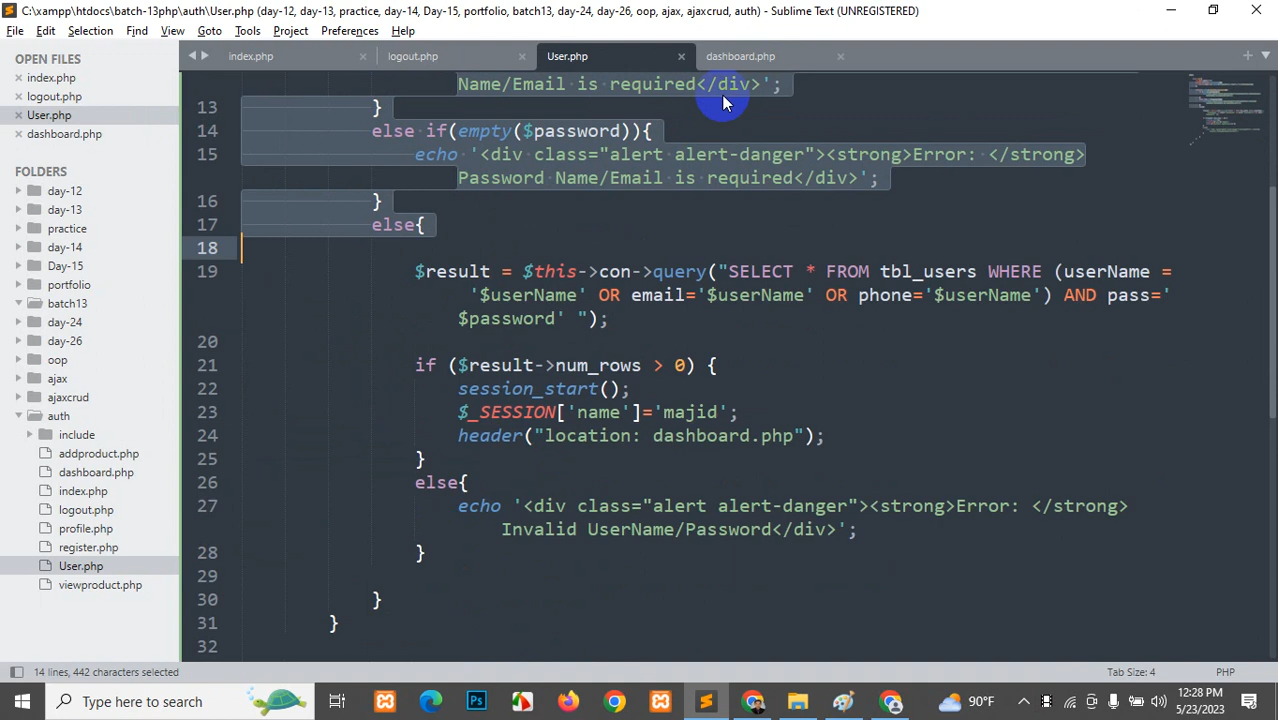 C:\xampp\htdocs\batch-13php\auth\User.php (day-12, day-13, practice, day-14, Day-15, portfolio, batch13, day-24, day-26, oop, ajax, ajaxcrud, auth) - Sublime Text (UNREGISTERED)
File Edit Selection Find View Goto Tools Project Preferences Help
OPEN FILES
index.php
logout.php
User.php
dashboard.php
FOLDERS
day-12
day-13
practice
day-14
Day-15
portfolio
batch13
day-24
day-26
oop
ajax
ajaxcrud
auth
include
addproduct.php
dashboard.php
index.php
logout.php
profile.php
register.php
User.php
viewproduct.php
index.php logout.php User.php dashboard.php
Name/Email is required</div>';
13 }
14 else if(empty($password)){
15 echo '<div class="alert alert-danger"><strong>Error: </strong>
Password Name/Email is required</div>';
16 }
17 else{
18
19 $result = $this->con->query("SELECT * FROM tbl_users WHERE (userName =
'$userName' OR email='$userName' OR phone='$userName') AND pass='
$password' ");
20
21 if ($result->num_rows > 0) {
22 session_start();
23 $_SESSION['name']='majid';
24 header("location: dashboard.php");
25 }
26 else{
27 echo '<div class="alert alert-danger"><strong>Error: </strong>
Invalid UserName/Password</div>';
28 }
29
30 }
31 }
32
14 lines, 442 characters selected Tab Size: 4 PHP
Type here to search 90°F 12:28 PM
5/23/2023